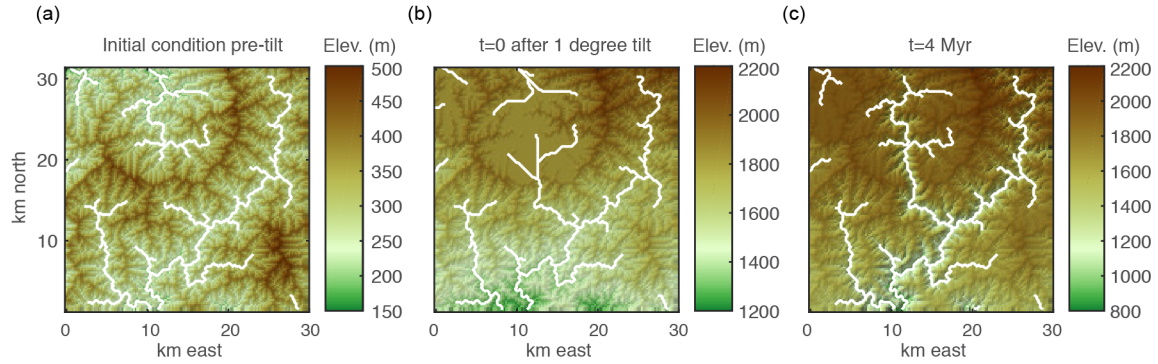 (a)
(b)
(c)
Initial condition pre-tilt
Elev. (m)
t=0 after 1 degree tilt
Elev. (m)
t=4 Myr
Elev. (m)
30
20
10
km north
500
450
400
350
300
250
200
150
0 10 20 30
km east
2200
2000
1800
1600
1400
1200
0 10 20 30
km east
2200
2000
1800
1600
1400
1200
1000
800
0 10 20 30
km east